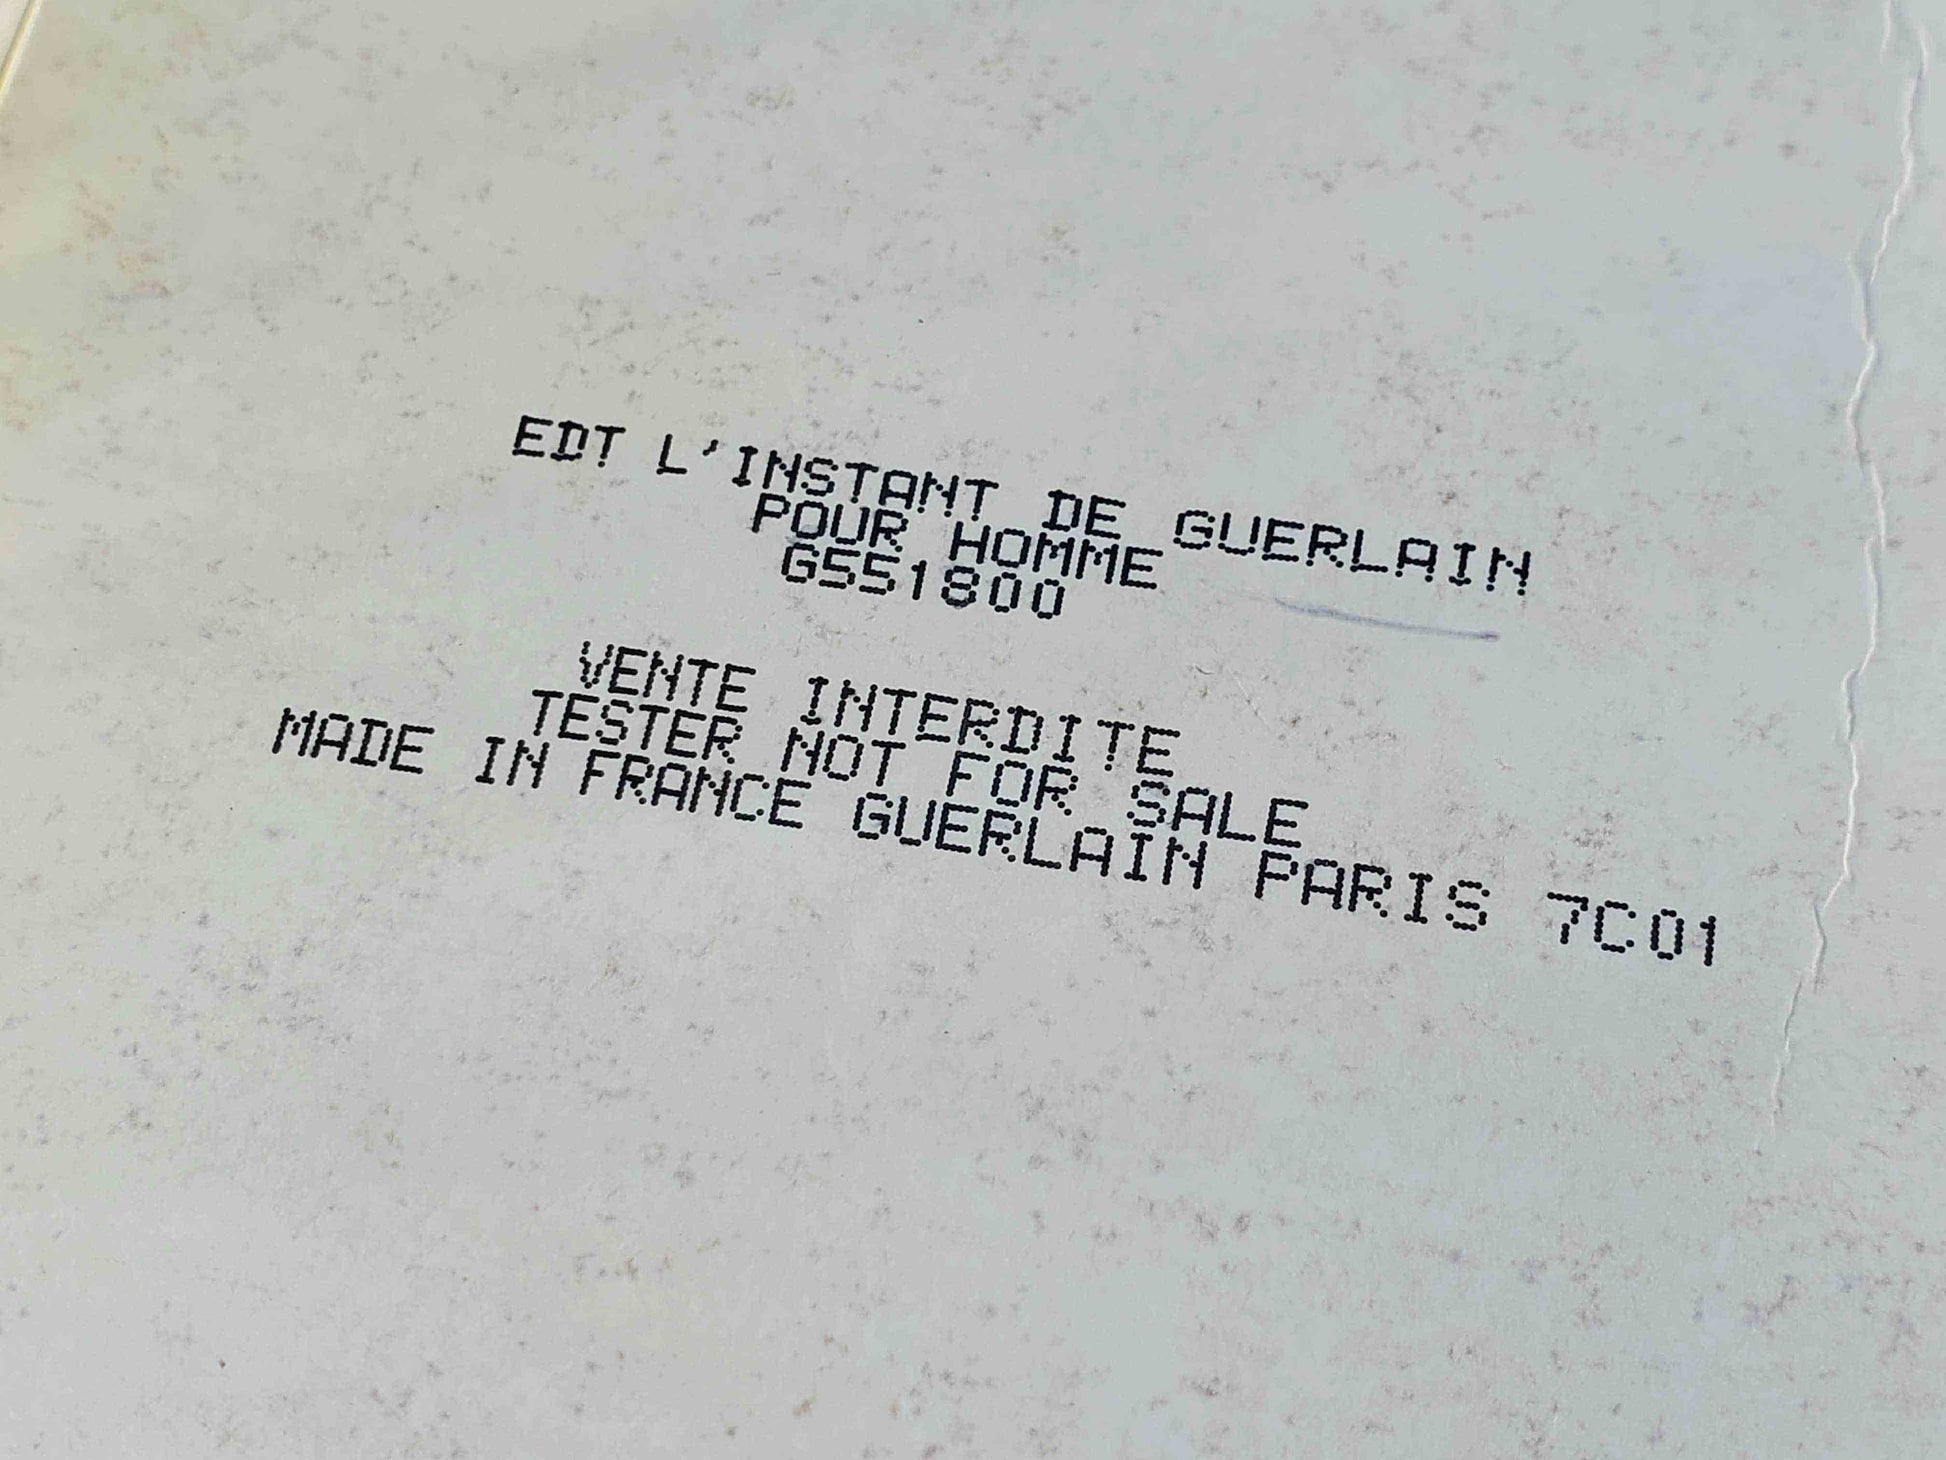 EDT L'INSTANT DE GUERLAIN
POUR HOMME
G551800
VENTE INTERDITE
TESTER NOT FOR SALE
MADE IN FRANCE GUERLAIN PARIS 7C01